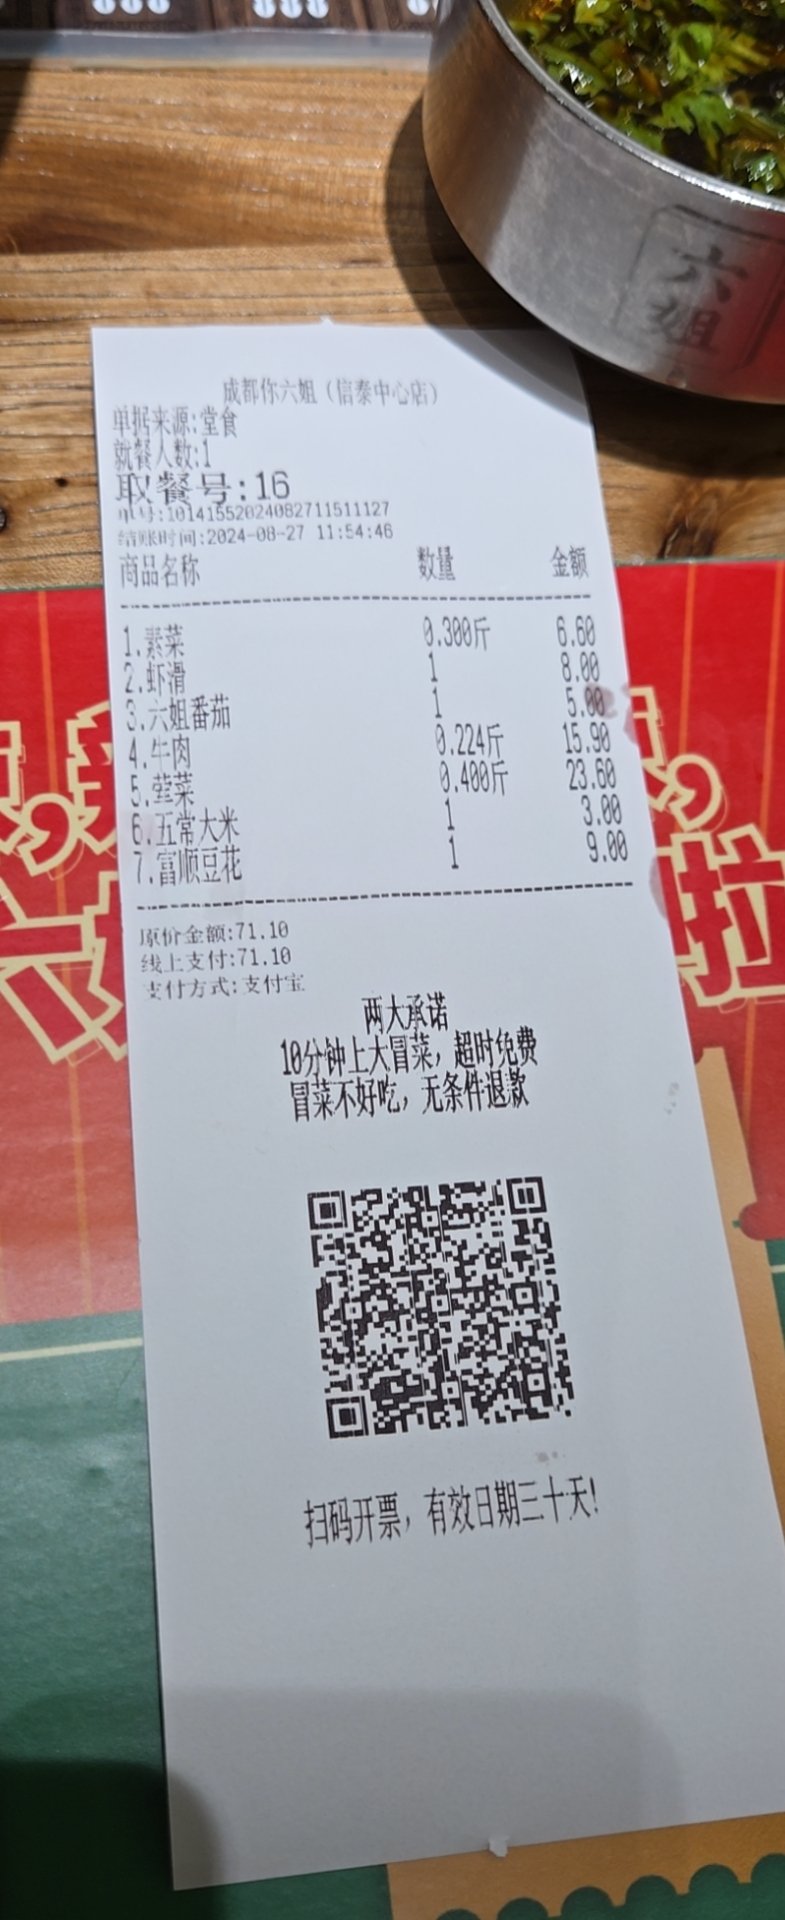 六姐
成都你六姐（信泰中心店）
单据来源:堂食
就餐人数:1
取餐号:16
单号:10141552024082711511127
结账时间:2024-08-27 11:54:46
商品名称 数量 金额
1.素菜 0.300斤 6.60
2.虾滑 1 8.00
3.六姐番茄 1 5.00
4.牛肉 0.224斤 15.90
5.荤菜 0.400斤 23.60
6.五常大米 1 3.00
7.富顺豆花 1 9.00
原价金额:71.10
线上支付:71.10
支付方式:支付宝
两大承诺
10分钟上大冒菜，超时免费
冒菜不好吃，无条件退款
扫码开票，有效日期三十天!